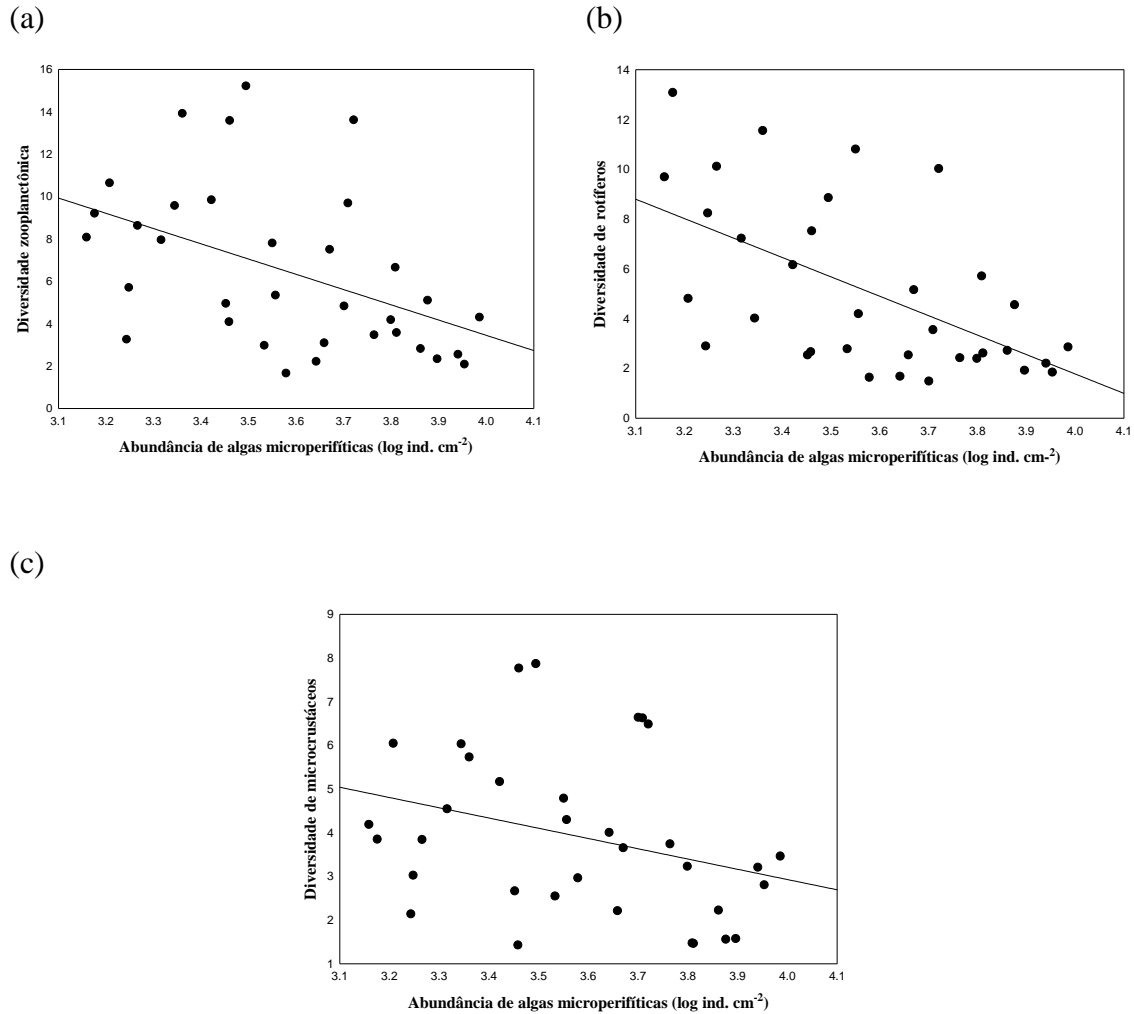 (a)
(b)
16
14
12
10
8
6
4
2
0
Diversidade zooplanctônica
3.1 3.2 3.3 3.4 3.5 3.6 3.7 3.8 3.9 4.0 4.1
Abundância de algas microperifíticas (log ind. cm⁻²)
14
12
10
8
6
4
2
0
Diversidade de rotíferos
3.1 3.2 3.3 3.4 3.5 3.6 3.7 3.8 3.9 4.0 4.1
Abundância de algas microperifíticas (log ind. cm-²)
(c)
9
8
7
6
5
4
3
2
1
Diversidade de microcrustáceos
3.1 3.2 3.3 3.4 3.5 3.6 3.7 3.8 3.9 4.0 4.1
Abundância de algas microperifíticas (log ind. cm⁻²)